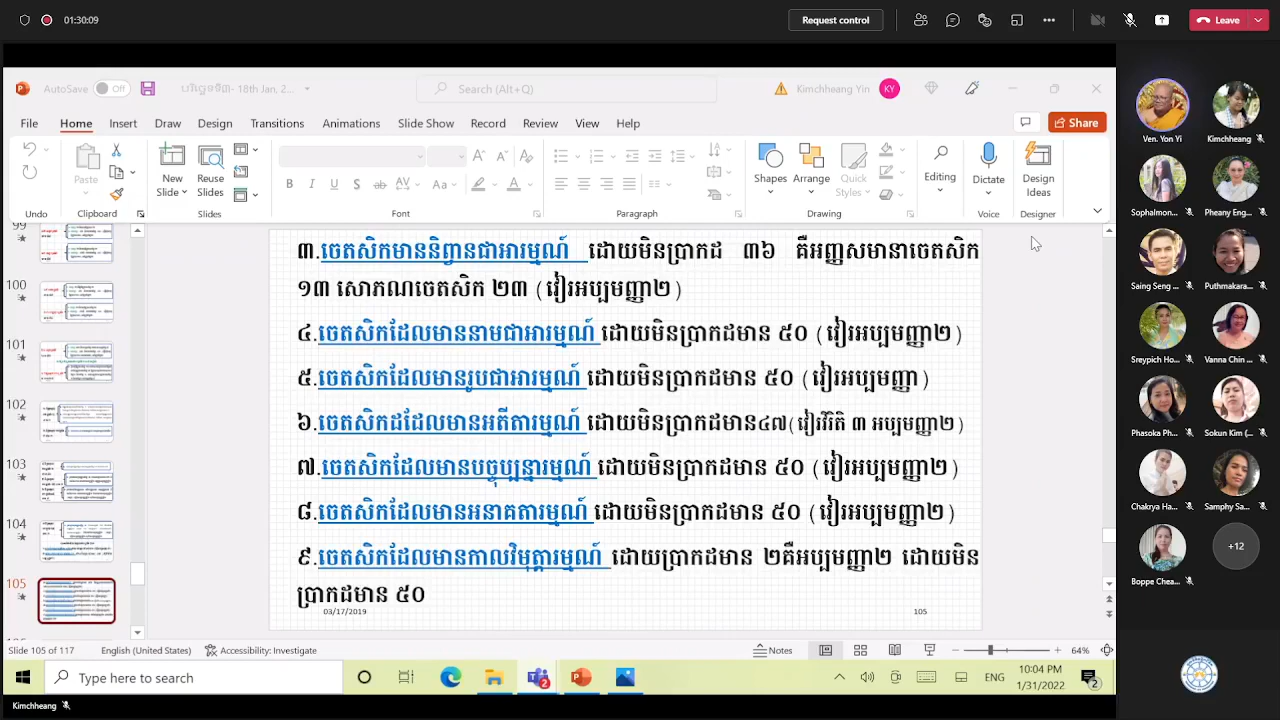 01:30:09
Request control
Leave
AutoSave Off
បរិច្ឆេទទី៣- 18th Jan, 2...
Search (Alt+Q)
Kimchheang Yin
KY
File Home Insert Draw Design Transitions Animations Slide Show Record Review View Help
Share
Paste
New Slide
Reuse Slides
Shapes
Arrange
Quick Styles
Editing
Dictate
Design Ideas
Undo Clipboard Slides Font Paragraph Drawing Voice Designer
99
100
101
102
103
104
105
៣.ចេតសិកមាននិព្វានជាអារម្មណ៍ ដោយមិនប្រាកដ ៣៦ គឺអញ្ញសមានាចេតសិក
១៣ សោភណចេតសិក ២៣ (វៀរអប្បមញ្ញា២)
៤.ចេតសិកដែលមាននាមជាអារម្មណ៍ ដោយមិនប្រាកដមាន ៥០ (វៀរអប្បមញ្ញា២)
៥.ចេតសិកដែលមានរូបជាអារម្មណ៍ ដោយមិនប្រាកដមាន ៥០ (វៀរអប្បមញ្ញា)
៦.ចេតសិកដដែលមានអតីតារម្មណ៍ ដោយមិនប្រាកដមាន៤៧(វៀរវិរតិ ៣ អប្បមញ្ញា២)
៧.ចេតសិកដែលមានបច្ចុប្បន្នារម្មណ៍ ដោយមិនប្រាកដមាន ៥០ (វៀរអប្បមញ្ញា២)
៨.ចេតសិកដែលមានអនាគតារម្មណ៍ ដោយមិនប្រាកដមាន ៥០ (វៀរអប្បមញ្ញា២)
៩.ចេតសិកដែលមានកាលវិមុត្តារម្មណ៍ ដោយប្រាកដមាន ២គឺអប្បមញ្ញា២ ដោយមិន
ប្រាកដមាន ៥០
03/17/2019
105
Slide 105 of 117
English (United States)
Accessibility: Investigate
Notes
64%
Type here to search
ENG
10:04 PM
1/31/2022
Kimchheang
Ven. Yon Yi
Kimchheang
Sophalmon...
Pheany Eng...
Saing Seng ...
Puthmakara...
Sreypich Ho...
Vanna Chin ...
Phasoka Ph...
Sokun Kim (...
Chakrya Ha...
Samphy Sa...
Boppe Chea...
+12